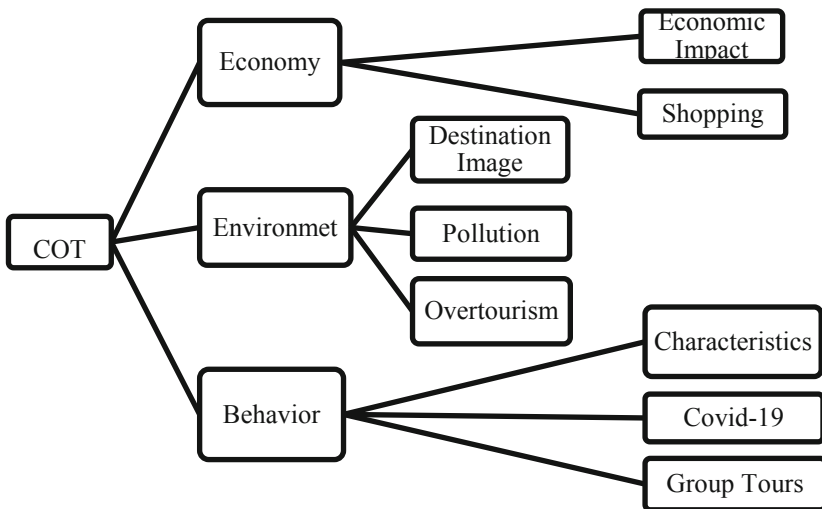 COT
Economy
Economic
Impact
Shopping
Environmet
Destination
Image
Pollution
Overtourism
Behavior
Characteristics
Covid-19
Group Tours